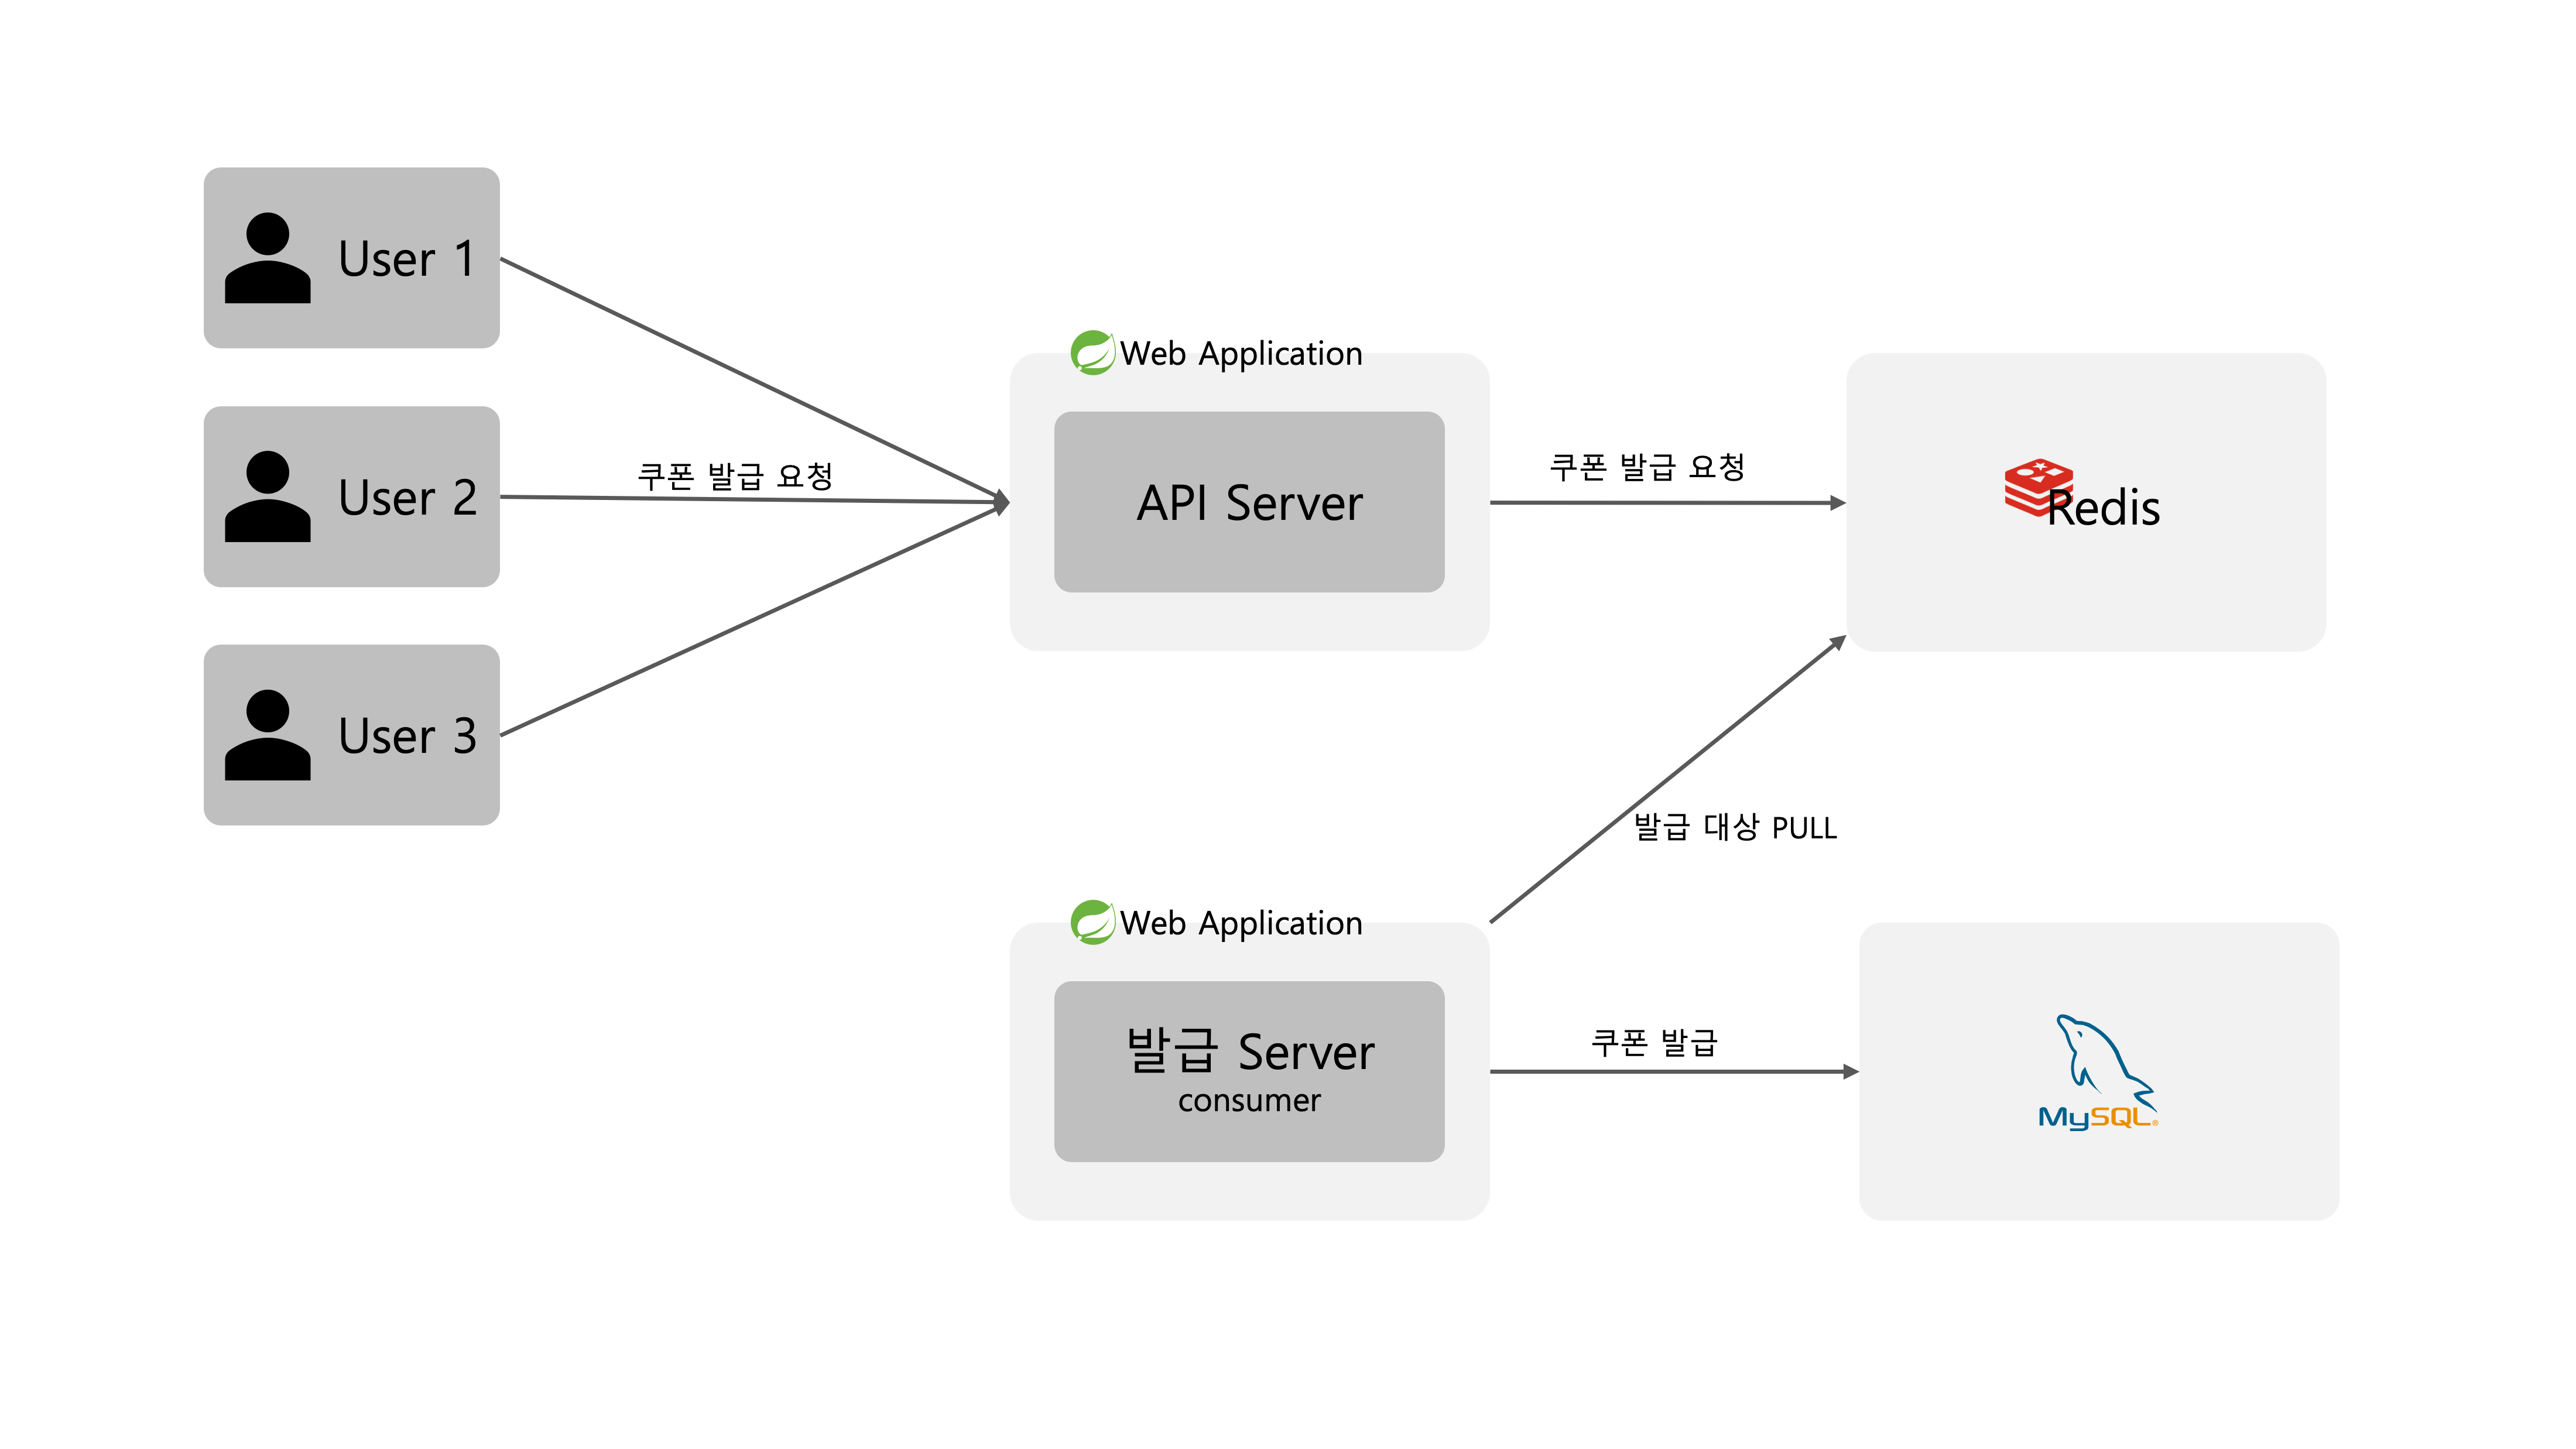 User 1
User 2
User 3
쿠폰 발급 요청
Web Application
API Server
쿠폰 발급 요청
Redis
발급 대상 PULL
Web Application
발급 Server
consumer
쿠폰 발급
MySQL®